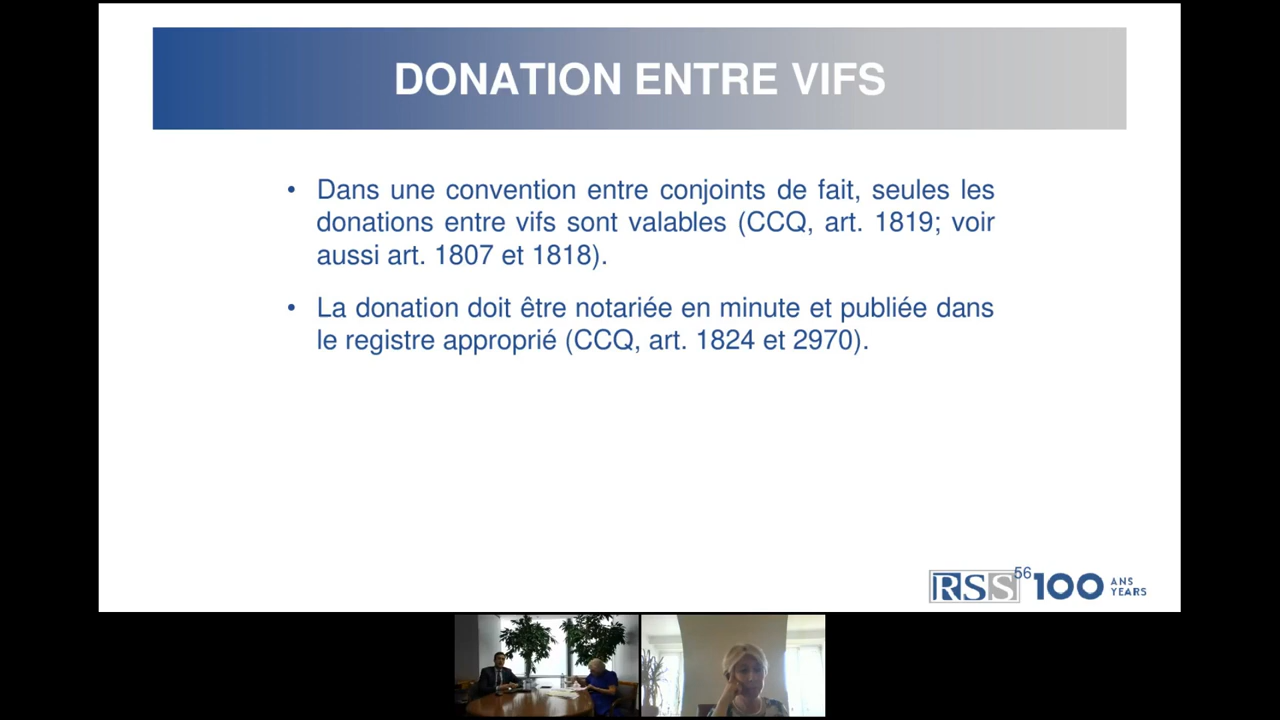 DONATION ENTRE VIFS
• Dans une convention entre conjoints de fait, seules les
donations entre vifs sont valables (CCQ, art. 1819; voir
aussi art. 1807 et 1818).
• La donation doit être notariée en minute et publiée dans
le registre approprié (CCQ, art. 1824 et 2970).
56
RSS 100 ANS
YEARS